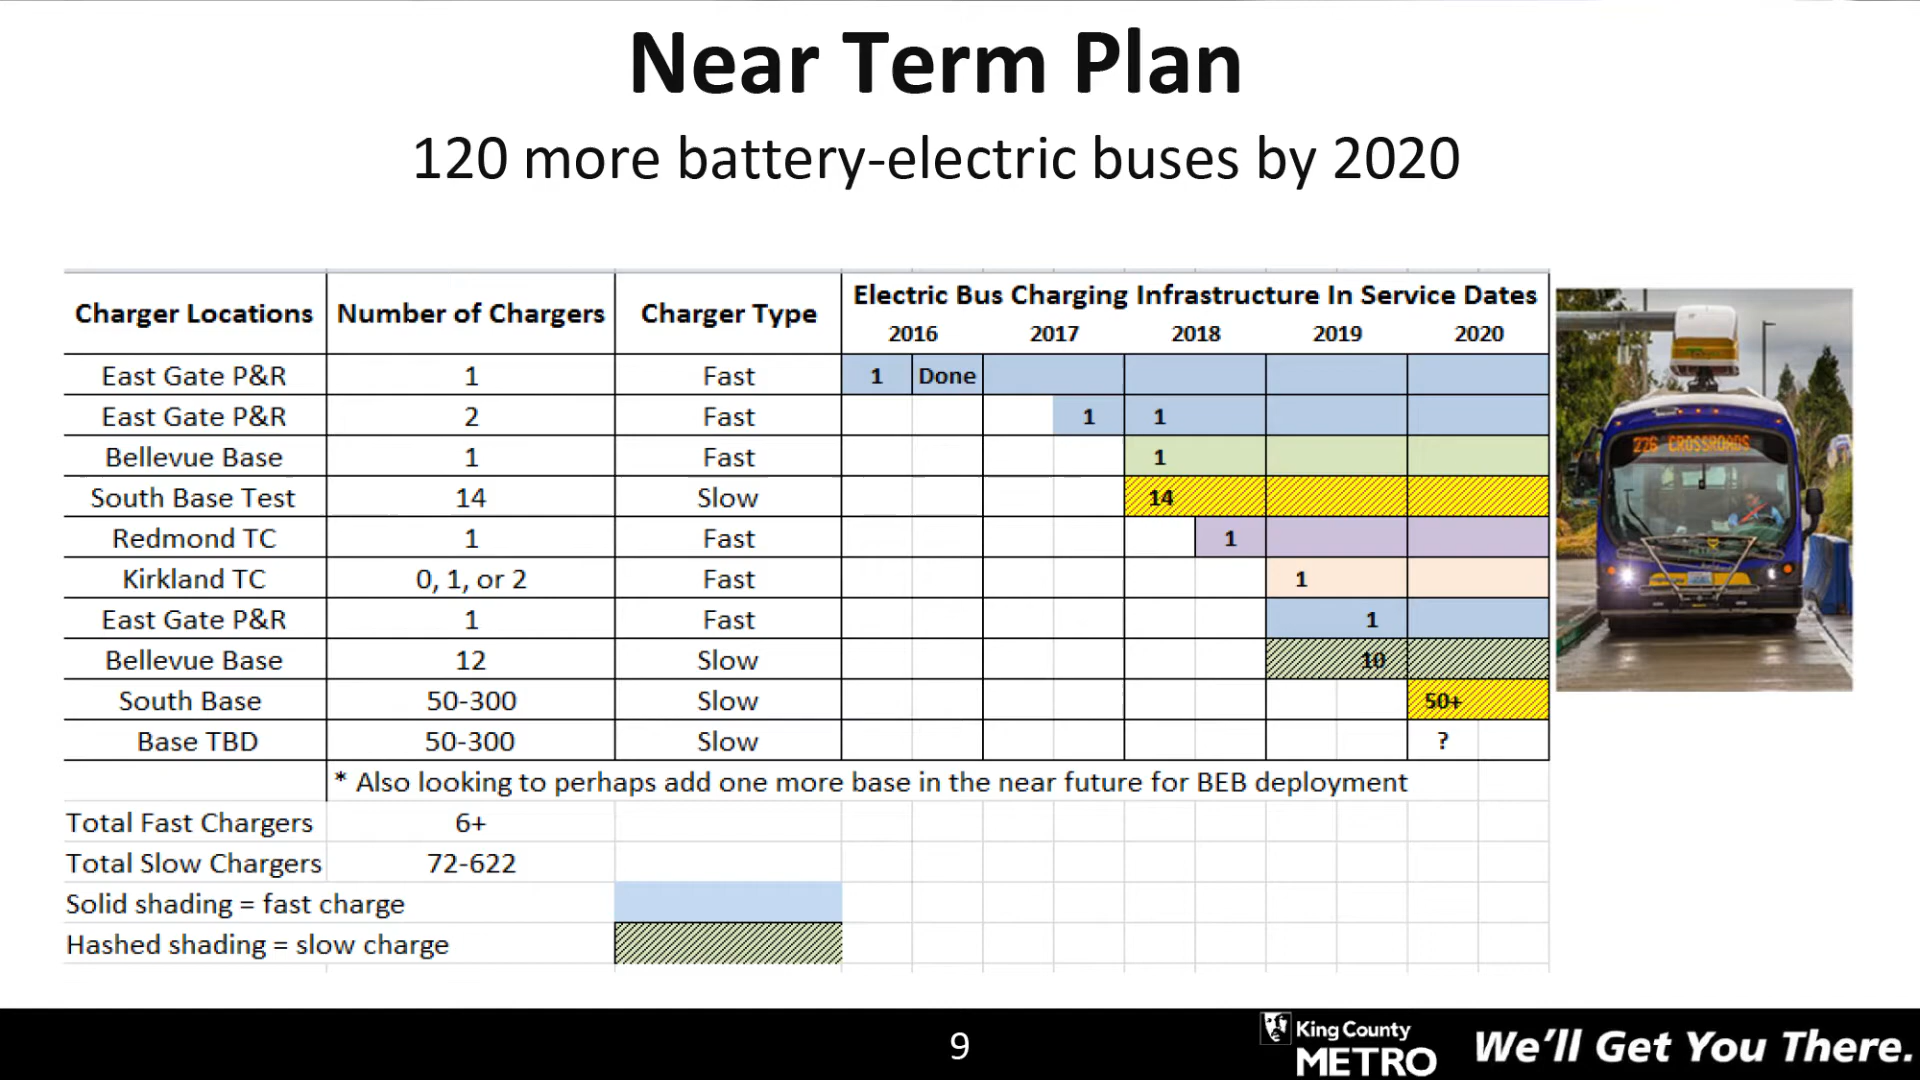 Near Term Plan
120 more battery-electric buses by 2020
Charger Locations Number of Chargers Charger Type Electric Bus Charging Infrastructure In Service Dates
2016 2017 2018 2019 2020
East Gate P&R 1 Fast 1 Done
East Gate P&R 2 Fast 1 1
Bellevue Base 1 Fast 1
South Base Test 14 Slow 14
Redmond TC 1 Fast 1
Kirkland TC 0, 1, or 2 Fast 1
East Gate P&R 1 Fast 1
Bellevue Base 12 Slow 10
South Base 50-300 Slow 50+
Base TBD 50-300 Slow ?
* Also looking to perhaps add one more base in the near future for BEB deployment
Total Fast Chargers 6+
Total Slow Chargers 72-622
Solid shading = fast charge
Hashed shading = slow charge
226 CROSSROADS
9
King County
METRO
We'll Get You There.